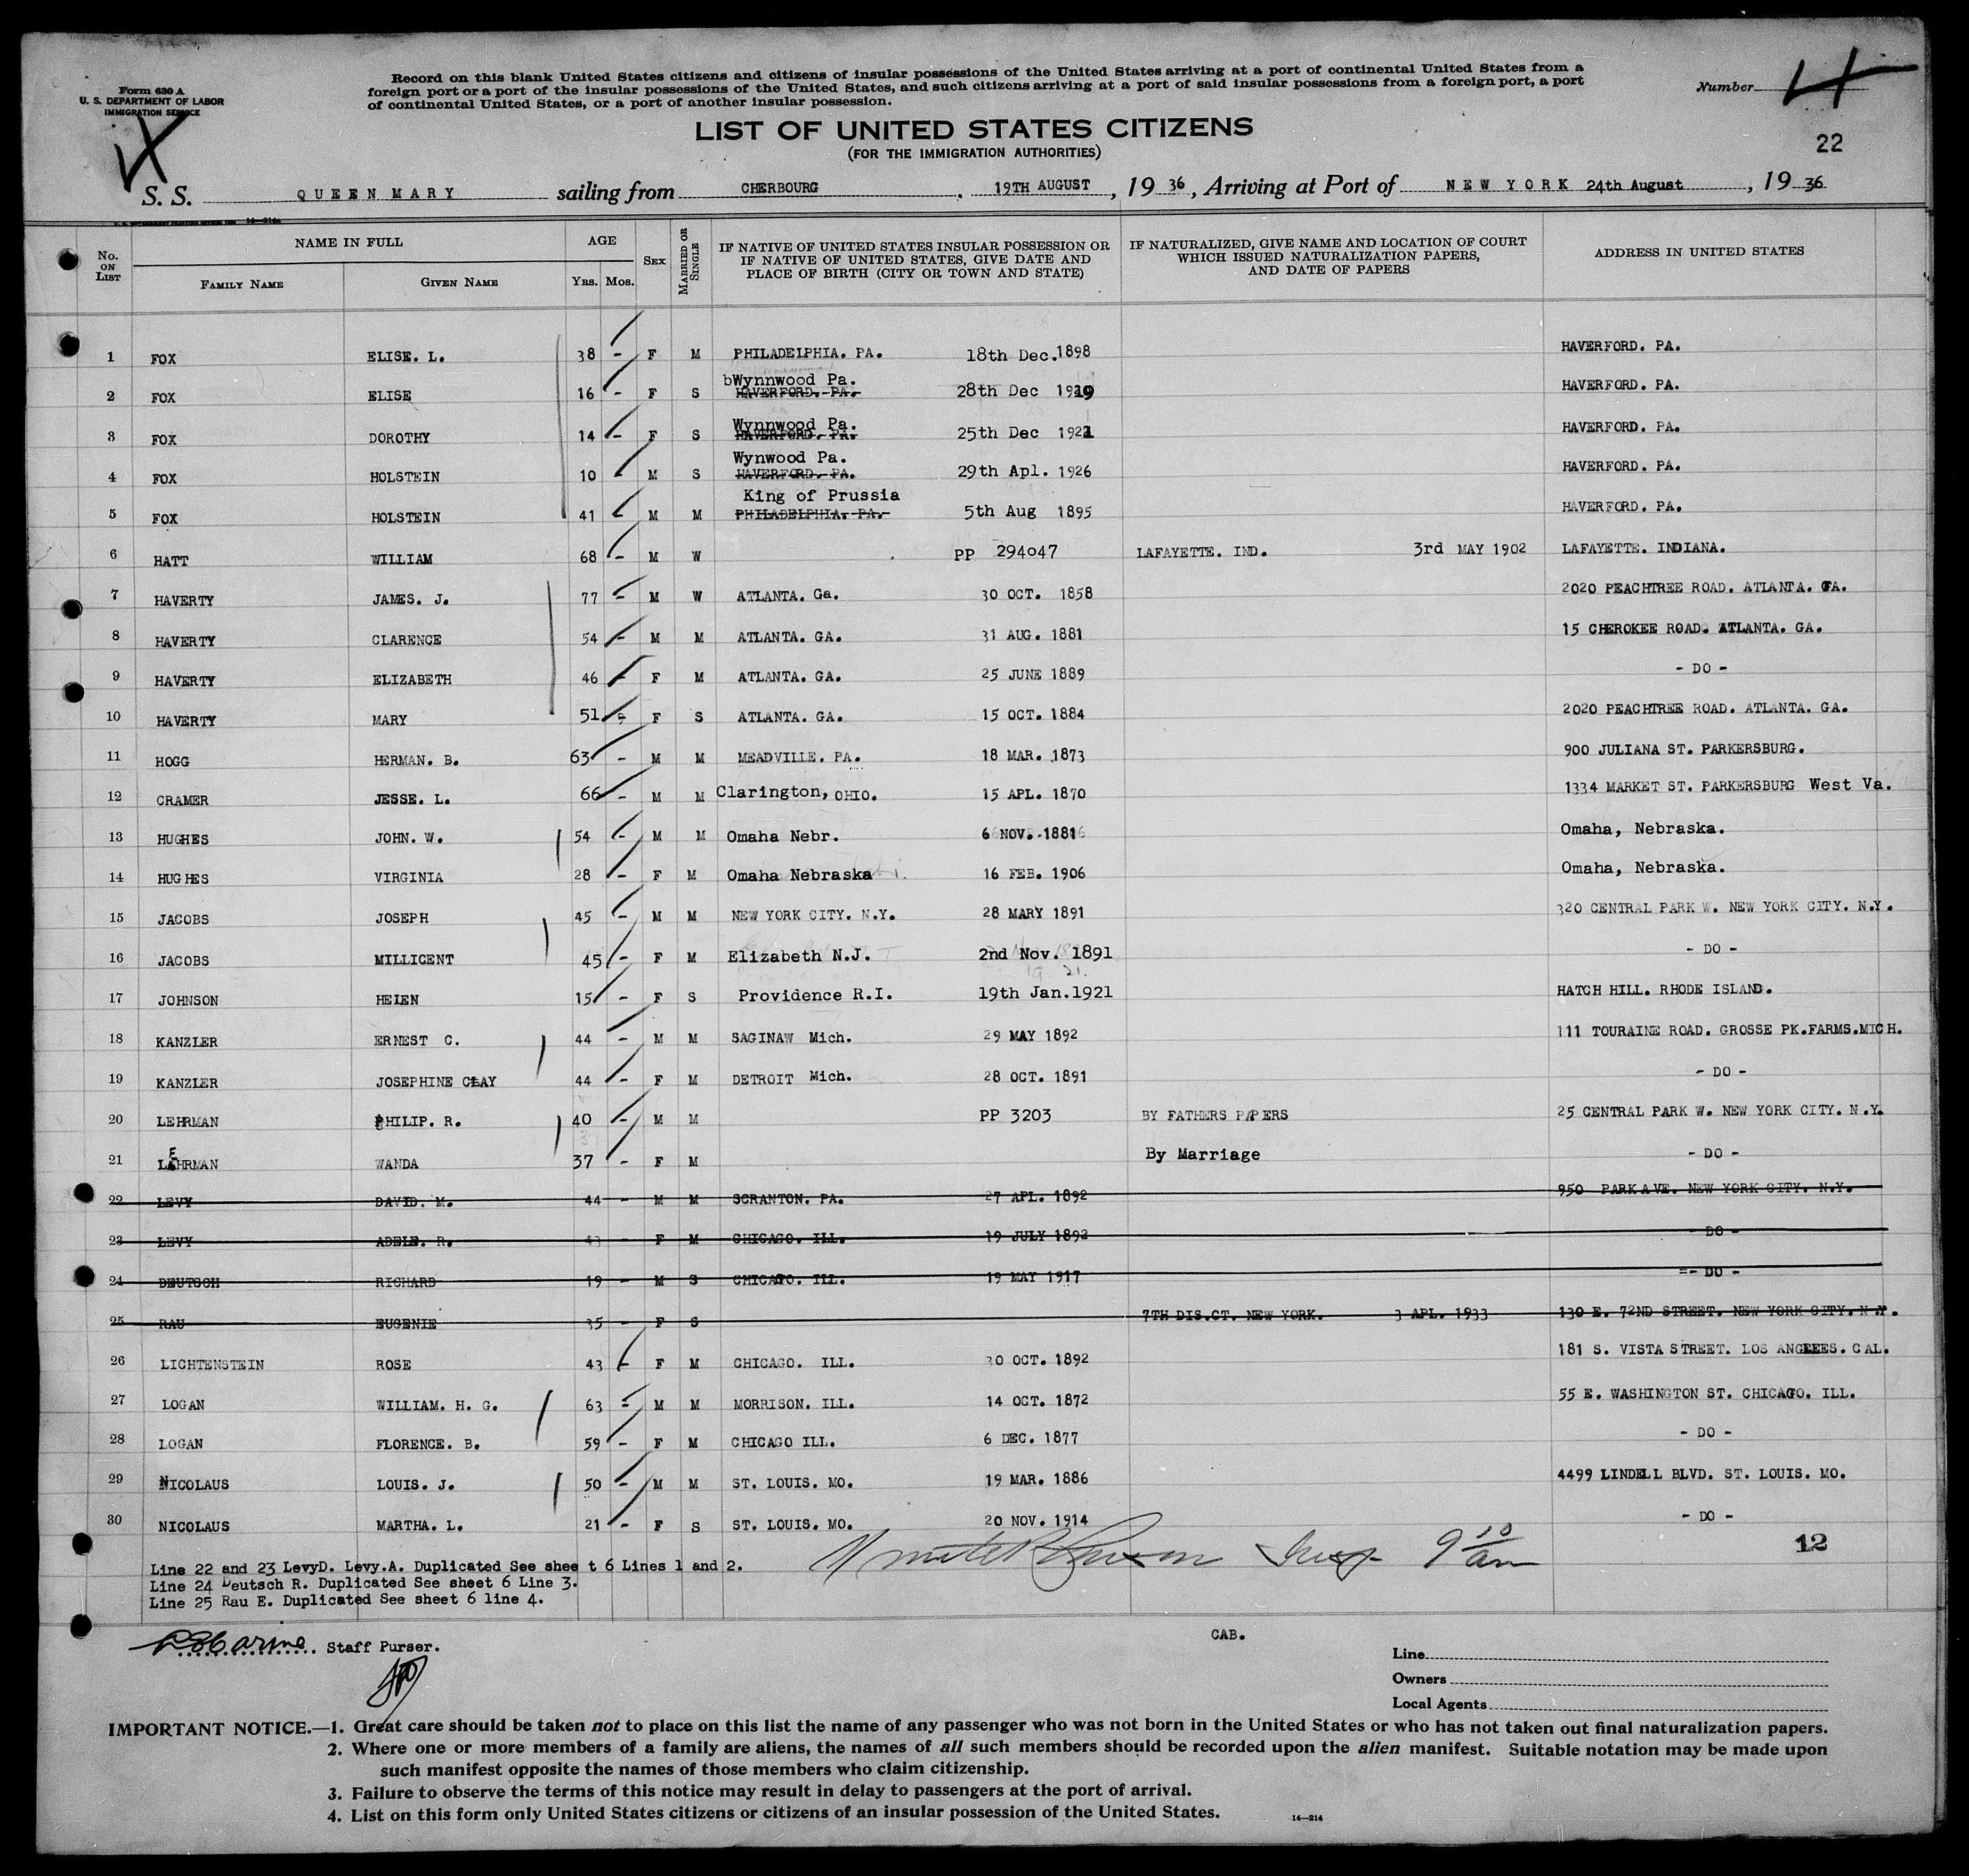 Form 630 A
U. S. DEPARTMENT OF LABOR
IMMIGRATION SERVICE
Record on this blank United States citizens and citizens of insular possessions of the United States arriving at a port of continental United States from a
foreign port or a port of the insular possessions of the United States, and such citizens arriving at a port of said insular possessions from a foreign port, a port
of continental United States, or a port of another insular possession.
Number 4
LIST OF UNITED STATES CITIZENS
(FOR THE IMMIGRATION AUTHORITIES)
22
S. S. QUEEN MARY sailing from CHERBOURG, 19TH AUGUST, 19 36, Arriving at Port of NEW YORK 24th August, 19 36
No. ON LIST NAME IN FULL FAMILY NAME GIVEN NAME AGE YRS. MOS. SEX MARRIED OR SINGLE IF NATIVE OF UNITED STATES INSULAR POSSESSION OR IF NATIVE OF UNITED STATES, GIVE DATE AND PLACE OF BIRTH (CITY OR TOWN AND STATE) IF NATURALIZED, GIVE NAME AND LOCATION OF COURT WHICH ISSUED NATURALIZATION PAPERS, AND DATE OF PAPERS ADDRESS IN UNITED STATES
1 FOX ELISE. L. 38 - F M PHILADELPHIA. PA. 18th Dec.1898 HAVERFORD. PA.
2 FOX ELISE 16 - F S bWynnwood Pa. HAVERFORD. PA. 28th Dec 1919 HAVERFORD. PA.
3 FOX DOROTHY 14 - F S Wynnwood Pa. HAVERFORD. PA. 25th Dec 1921 HAVERFORD. PA.
4 FOX HOLSTEIN 10 - M S Wynwood Pa. HAVERFORD. PA. 29th Apl. 1926 HAVERFORD. PA.
5 FOX HOLSTEIN 41 - M M King of Prussia PHILADELPHIA. PA. 5th Aug 1895 HAVERFORD. PA.
6 HATT WILLIAM 68 - M W PP 294047 LAFAYETTE. IND. 3rd MAY 1902 LAFAYETTE. INDIANA.
7 HAVERTY JAMES. J. 77 - M W ATLANTA. Ga. 30 OCT. 1858 2020 PEACHTREE ROAD. ATLANTA. GA.
8 HAVERTY CLARENCE 54 - M M ATLANTA. GA. 31 AUG. 1881 15 CHEROKEE ROAD. ATLANTA. GA.
9 HAVERTY ELIZABETH 46 - F M ATLANTA. GA. 25 JUNE 1889 - DO -
10 HAVERTY MARY 51 - F S ATLANTA. GA. 15 OCT. 1884 2020 PEACHTREE ROAD. ATLANTA. GA.
11 HOGG HERMAN. B. 63 - M M MEADVILLE. PA. 18 MAR. 1873 900 JULIANA ST. PARKERSBURG.
12 CRAMER JESSE. L. 66 - M M Clarington, OHIO. 15 APL. 1870 1334 MARKET ST. PARKERSBURG West Va.
13 HUGHES JOHN. W. 54 - M M Omaha Nebr. 6 NOV. 1881 Omaha, Nebraska.
14 HUGHES VIRGINIA 28 - F M Omaha Nebraska 16 FEB. 1906 Omaha, Nebraska.
15 JACOBS JOSEPH 45 - M M NEW YORK CITY. N.Y. 28 MARY 1891 320 CENTRAL PARK W. NEW YORK CITY. N.Y.
16 JACOBS MILLICENT 45 - F M Elizabeth N.J. 2nd Nov. 1891 - DO -
17 JOHNSON HELEN 15 - F S Providence R.I. 19th Jan.1921 HATCH HILL. RHODE ISLAND.
18 KANZLER ERNEST C. 44 - M M SAGINAW Mich. 29 MAY 1892 111 TOURAINE ROAD. GROSSE PK.FARMS.MICH.
19 KANZLER JOSEPHINE CLAY 44 - F M DETROIT Mich. 28 OCT. 1891 - DO -
20 LEHRMAN PHILIP. R. 40 - M M PP 3203 BY FATHERS PAPERS 25 CENTRAL PARK W. NEW YORK CITY. N.Y.
21 LEHRMAN WANDA 37 - F M By Marriage - DO -
22 LEVY DAVID. M. 44 - M M SCRANTON. PA. 27 APL. 1892 950 PARK AVE. NEW YORK CITY. N.Y.
23 LEVY ADELE. R. 43 - F M CHICAGO. ILL. 19 JULY 1892 - DO -
24 DEUTSCH RICHARD 19 - M S CHICAGO. ILL. 19 MAY 1917 - DO -
25 RAU EUGENIE 35 - F S 7TH DIS.CT. NEW YORK. 3 APL. 1933 130 E. 72ND STREET. NEW YORK CITY. N.Y.
26 LICHTENSTEIN ROSE 43 - F M CHICAGO. ILL. 30 OCT. 1892 181 S. VISTA STREET. LOS ANGELES. CAL.
27 LOGAN WILLIAM. H. G. 63 - M M MORRISON. ILL. 14 OCT. 1872 55 E. WASHINGTON ST. CHICAGO. ILL.
28 LOGAN FLORENCE. B. 59 - F M CHICAGO ILL. 6 DEC. 1877 - DO -
29 NICOLAUS LOUIS. J. 50 - M M ST. LOUIS. MO. 19 MAR. 1886 4499 LINDELL BLVD. ST. LOUIS. MO.
30 NICOLAUS MARTHA. L. 21 - F S ST. LOUIS. MO. 20 NOV. 1914 - DO -
12
Line 22 and 23 LevyD. Levy.A. Duplicated See shee t 6 Lines 1 and 2.
Line 24 Deutsch R. Duplicated See sheet 6 Line 3.
Line 25 Rau E. Duplicated See sheet 6 line 4.
9 10 am
Staff Purser.
CAB.
Line
Owners
Local Agents
IMPORTANT NOTICE.—1. Great care should be taken not to place on this list the name of any passenger who was not born in the United States or who has not taken out final naturalization papers.
2. Where one or more members of a family are aliens, the names of all such members should be recorded upon the alien manifest. Suitable notation may be made upon
such manifest opposite the names of those members who claim citizenship.
3. Failure to observe the terms of this notice may result in delay to passengers at the port of arrival.
4. List on this form only United States citizens or citizens of an insular possession of the United States.
14—214